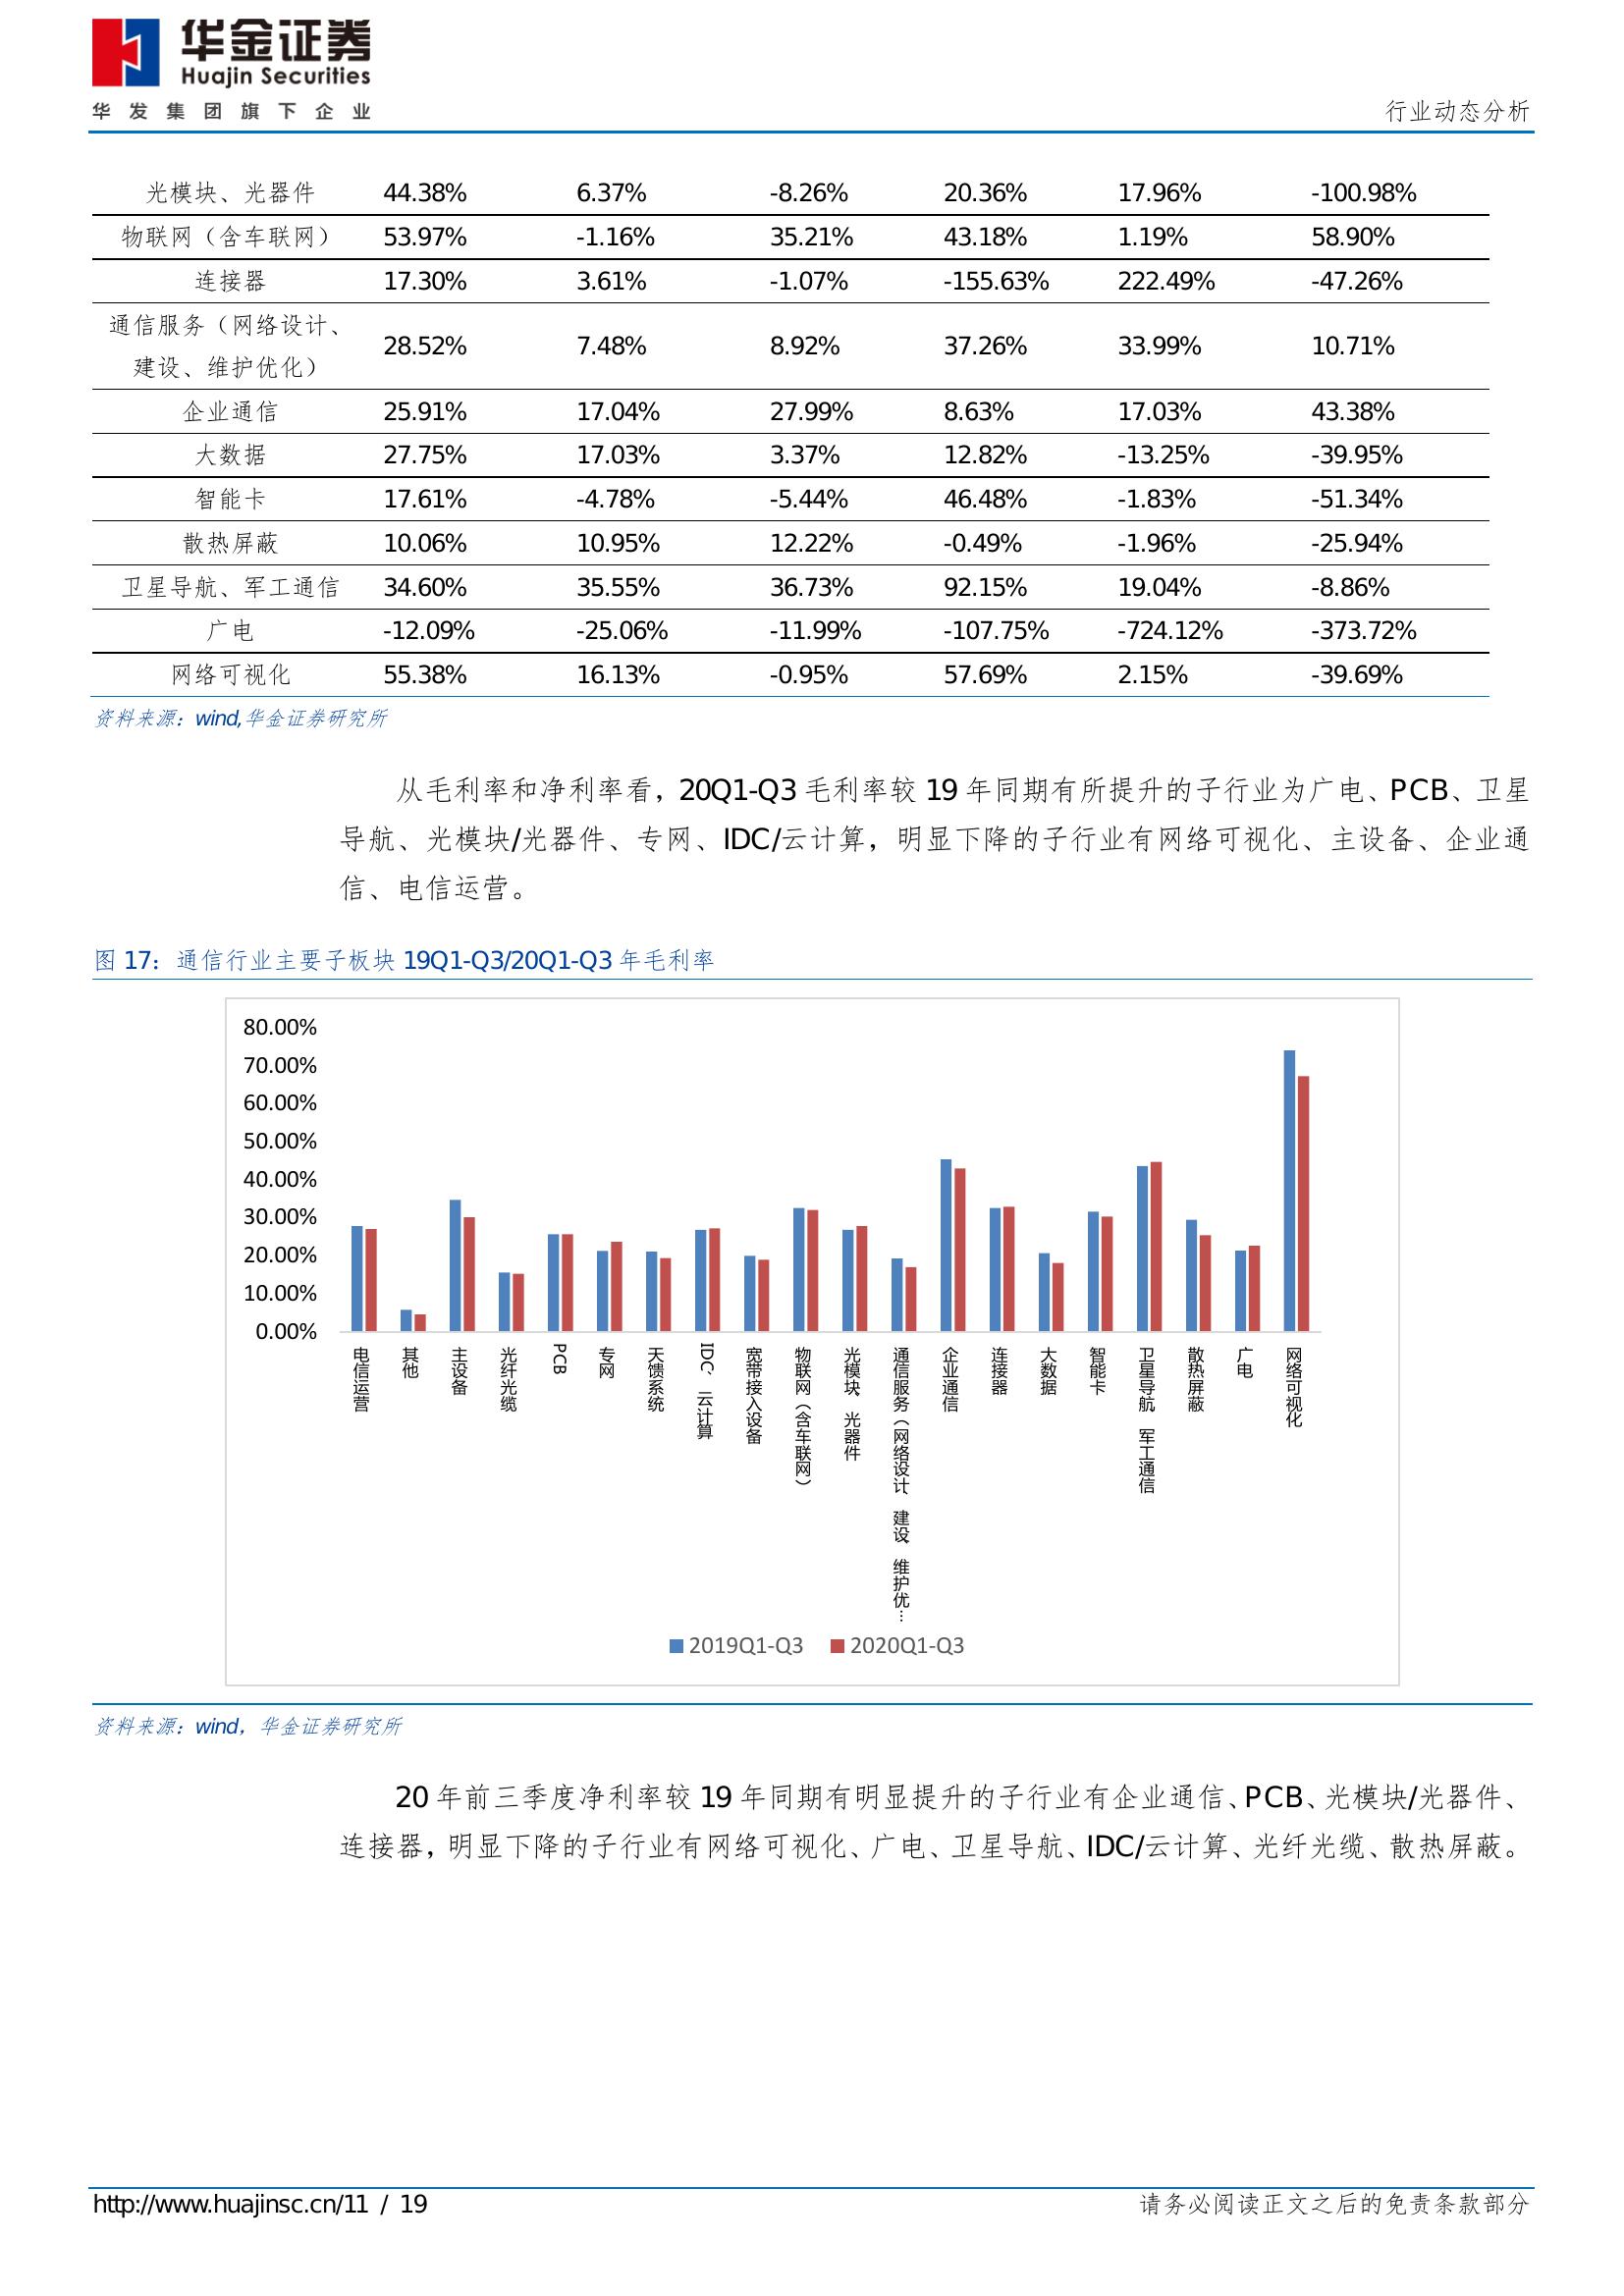 华金证券
Huajin Securities
华发集团旗下企业
行业动态分析
光模块、光器件 44.38% 6.37% -8.26% 20.36% 17.96% -100.98%
物联网（含车联网） 53.97% -1.16% 35.21% 43.18% 1.19% 58.90%
连接器 17.30% 3.61% -1.07% -155.63% 222.49% -47.26%
通信服务（网络设计、
建设、维护优化） 28.52% 7.48% 8.92% 37.26% 33.99% 10.71%
企业通信 25.91% 17.04% 27.99% 8.63% 17.03% 43.38%
大数据 27.75% 17.03% 3.37% 12.82% -13.25% -39.95%
智能卡 17.61% -4.78% -5.44% 46.48% -1.83% -51.34%
散热屏蔽 10.06% 10.95% 12.22% -0.49% -1.96% -25.94%
卫星导航、军工通信 34.60% 35.55% 36.73% 92.15% 19.04% -8.86%
广电 -12.09% -25.06% -11.99% -107.75% -724.12% -373.72%
网络可视化 55.38% 16.13% -0.95% 57.69% 2.15% -39.69%
资料来源：wind,华金证券研究所
从毛利率和净利率看，20Q1-Q3 毛利率较 19 年同期有所提升的子行业为广电、PCB、卫星
导航、光模块/光器件、专网、IDC/云计算，明显下降的子行业有网络可视化、主设备、企业通
信、电信运营。
图 17：通信行业主要子板块 19Q1-Q3/20Q1-Q3 年毛利率
80.00%
70.00%
60.00%
50.00%
40.00%
30.00%
20.00%
10.00%
0.00%
电信运营
其他
主设备
光纤光缆
PCB
专网
天馈系统
IDC、云计算
宽带接入设备
物联网（含车联网）
光模块、光器件
通信服务（网络设计、建设、维护优…
企业通信
连接器
大数据
智能卡
卫星导航、军工通信
散热屏蔽
广电
网络可视化
2019Q1-Q3 2020Q1-Q3
资料来源：wind，华金证券研究所
20 年前三季度净利率较 19 年同期有明显提升的子行业有企业通信、PCB、光模块/光器件、
连接器，明显下降的子行业有网络可视化、广电、卫星导航、IDC/云计算、光纤光缆、散热屏蔽。
http://www.huajinsc.cn/11 / 19
请务必阅读正文之后的免责条款部分